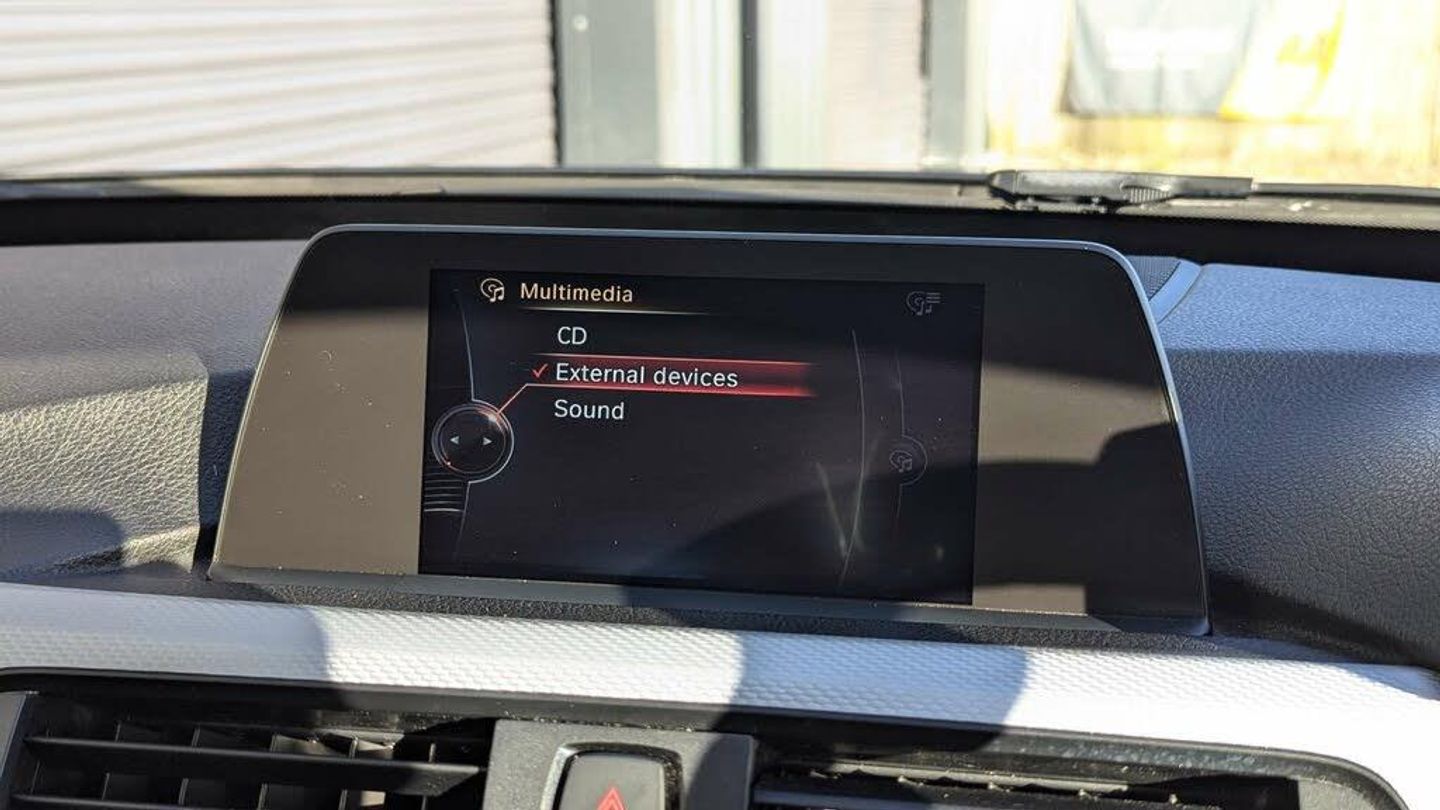 Multimedia
CD
External devices
Sound